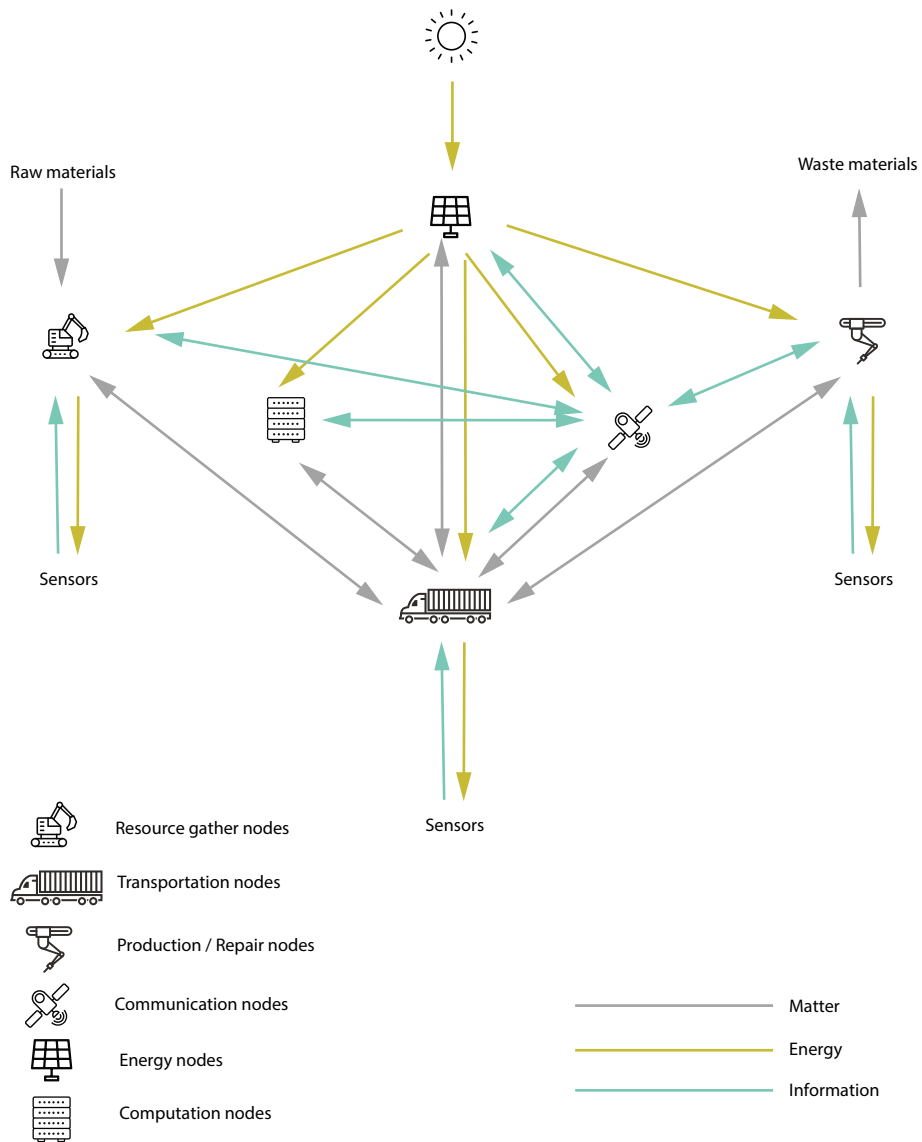 Raw materials
Waste materials
Sensors
Sensors
Sensors
Resource gather nodes
Transportation nodes
Production / Repair nodes
Communication nodes
Energy nodes
Computation nodes
Matter
Energy
Information